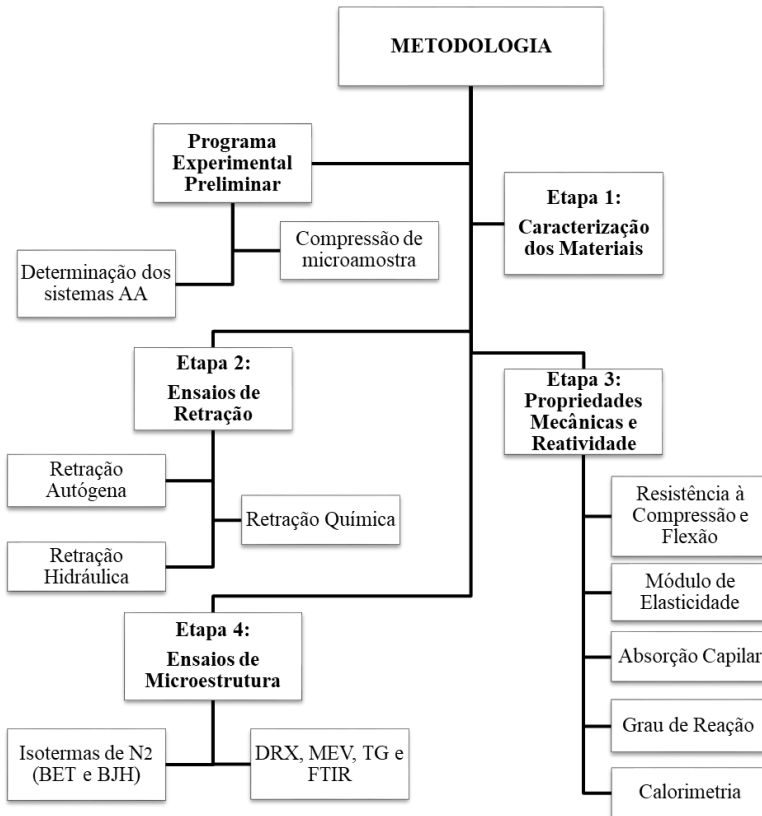 METODOLOGIA
Programa
Experimental
Preliminar
Etapa 1:
Caracterização
dos Materiais
Compressão de
microamostra
Determinação dos
sistemas AA
Etapa 2:
Ensaios de
Retração
Etapa 3:
Propriedades
Mecânicas e
Reatividade
Retração
Autógena
Retração Química
Retração
Hidráulica
Resistência à
Compressão e
Flexão
Módulo de
Elasticidade
Absorção Capilar
Grau de Reação
Calorimetria
Etapa 4:
Ensaios de
Microestrutura
Isotermas de N2
(BET e BJH)
DRX, MEV, TG e
FTIR